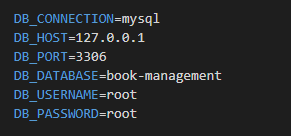 DB_CONNECTION=mysql
DB_HOST=127.0.0.1
DB_PORT=3306
DB_DATABASE=book-management
DB_USERNAME=root
DB_PASSWORD=root